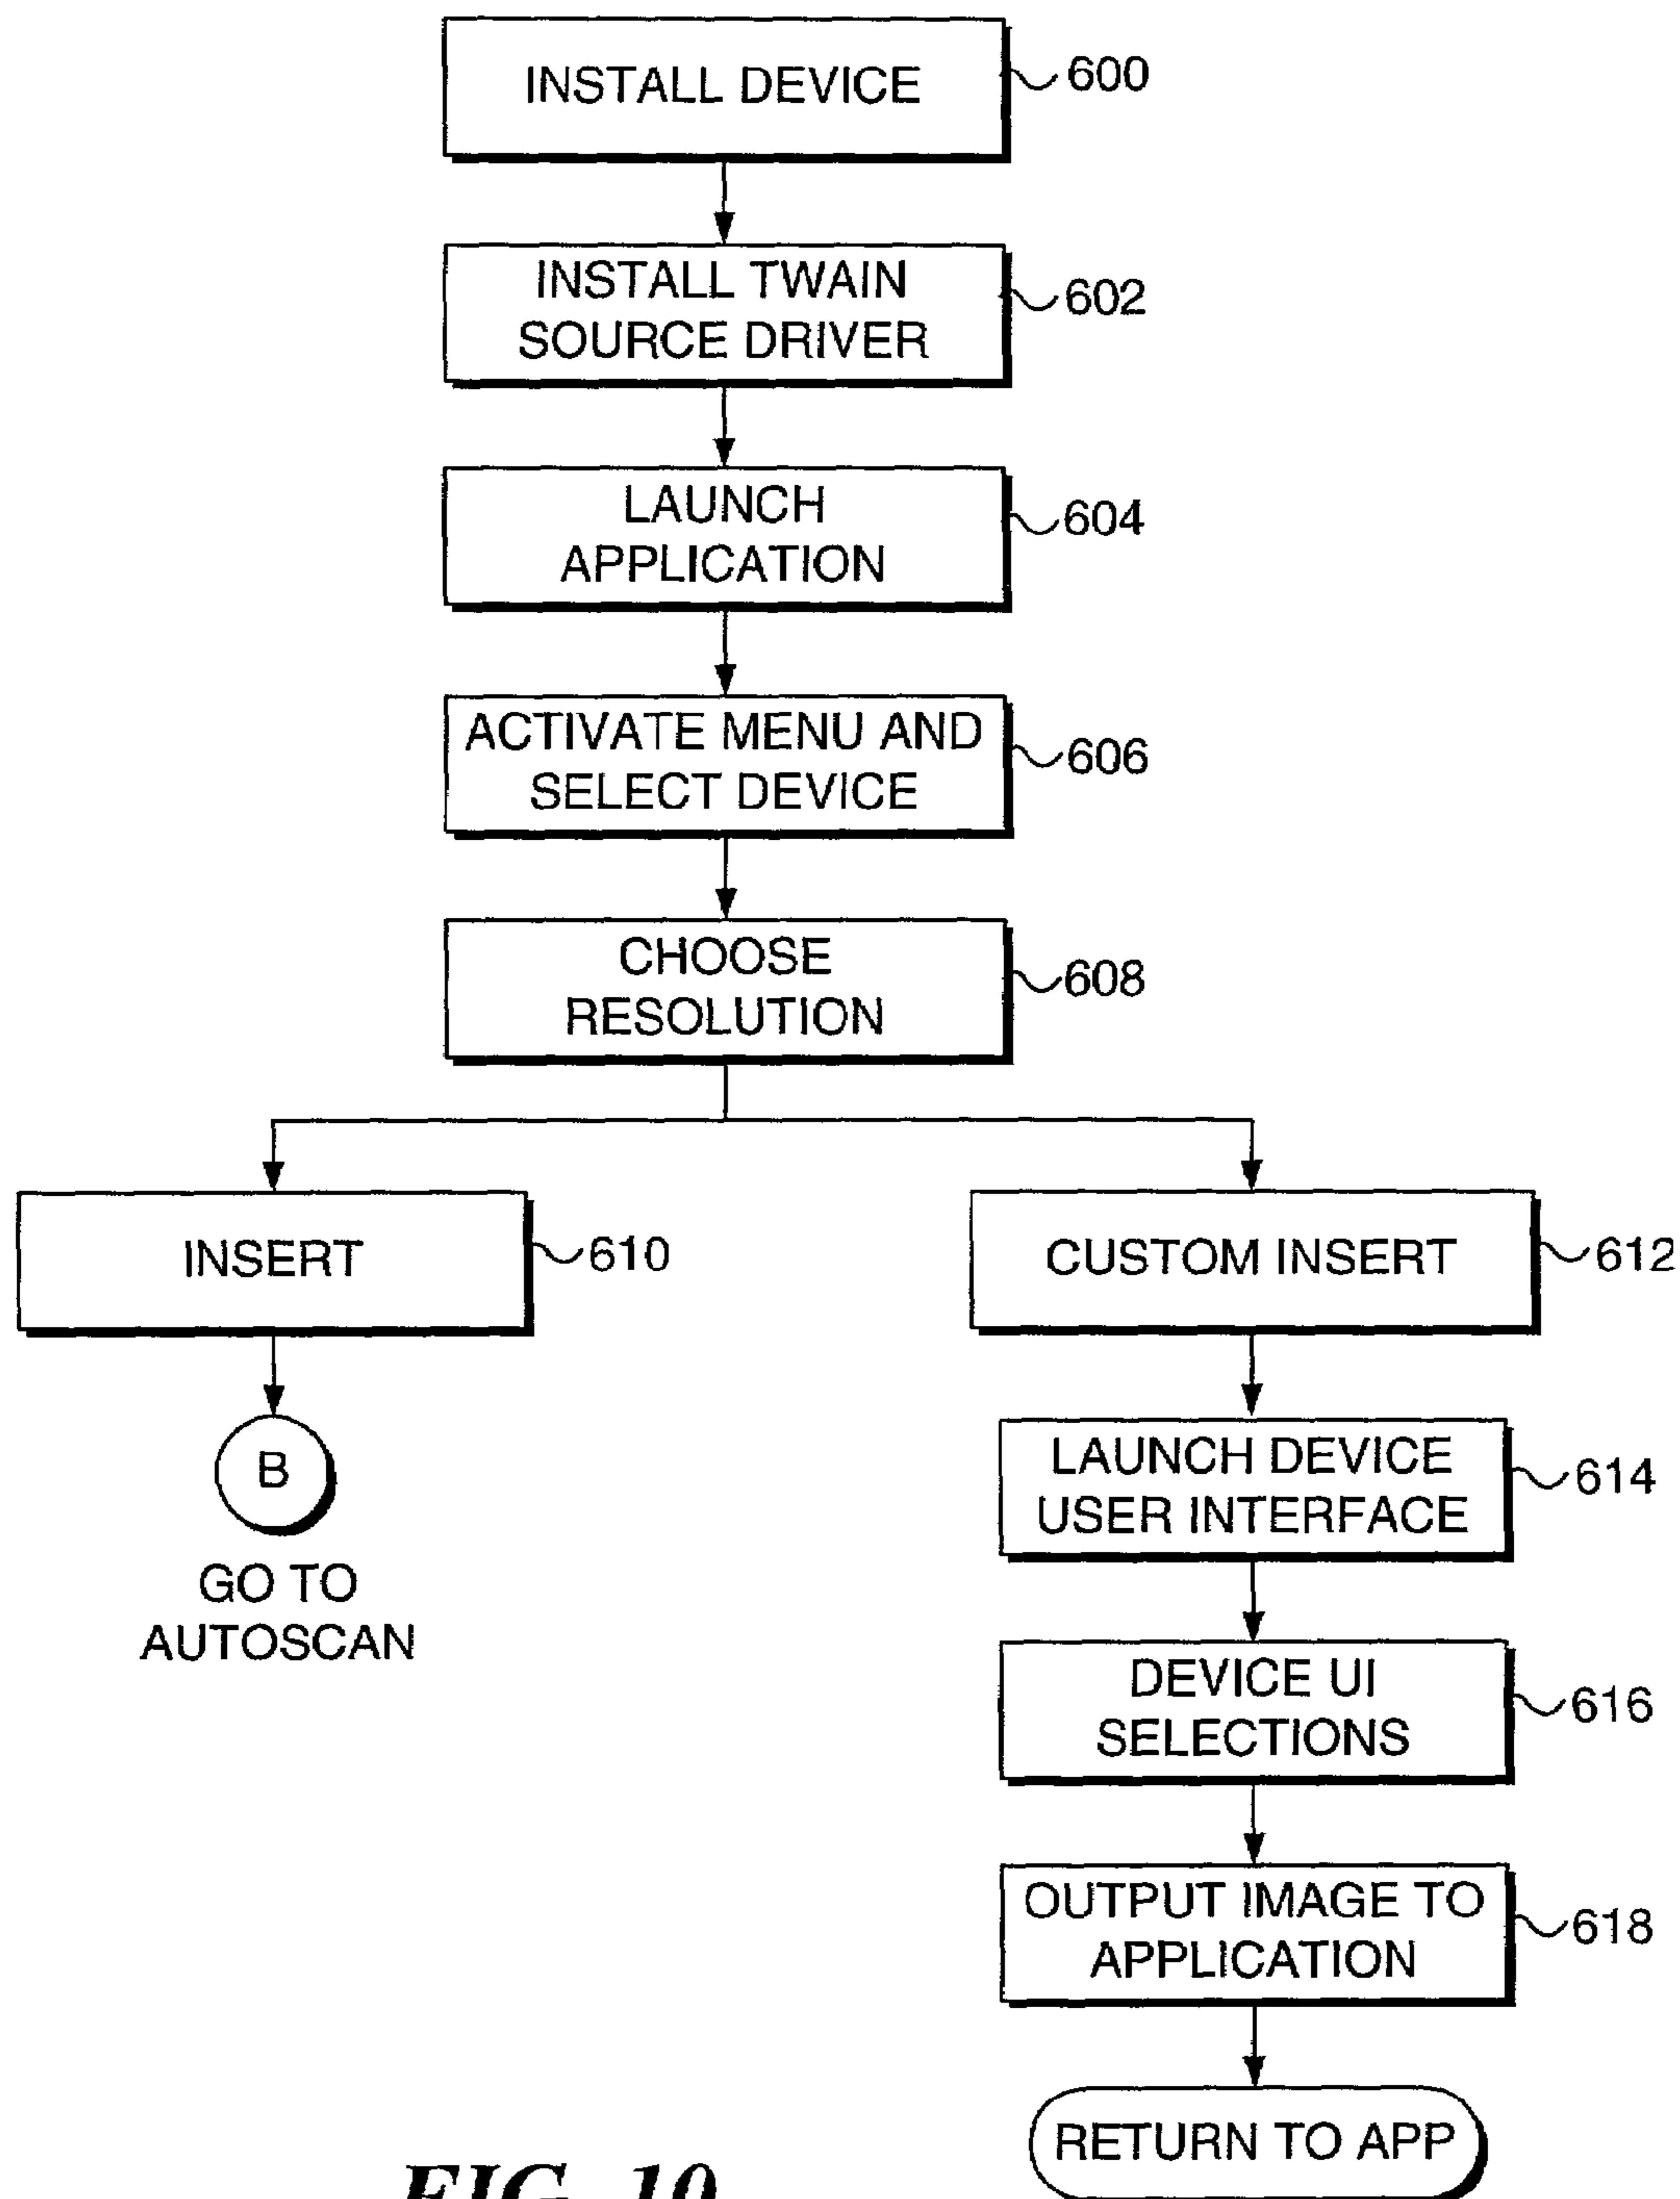 INSTALL DEVICE
600
INSTALL TWAIN
SOURCE DRIVER
602
LAUNCH
APPLICATION
604
ACTIVATE MENU AND
SELECT DEVICE
606
CHOOSE
RESOLUTION
608
INSERT
610
CUSTOM INSERT
612
B
GO TO
AUTOSCAN
LAUNCH DEVICE
USER INTERFACE
614
DEVICE UI
SELECTIONS
616
OUTPUT IMAGE TO
APPLICATION
618
RETURN TO APP
FIG. 10